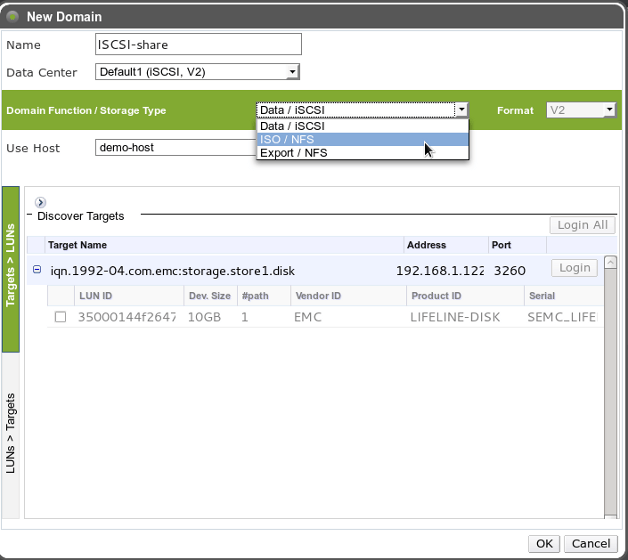 New Domain
Name ISCSI-share
Data Center Default1 (iSCSI, V2)
Domain Function / Storage Type Data / iSCSI Format V2
Data / iSCSI
ISO / NFS
Export / NFS
Use Host demo-host
Targets > LUNs
LUNs > Targets
Discover Targets
Login All
Target Name Address Port
iqn.1992-04.com.emc:storage.store1.disk 192.168.1.122 3260 Login
LUN ID Dev. Size #path Vendor ID Product ID Serial
35000144f2647 10GB 1 EMC LIFELINE-DISK SEMC_LIFE
OK Cancel